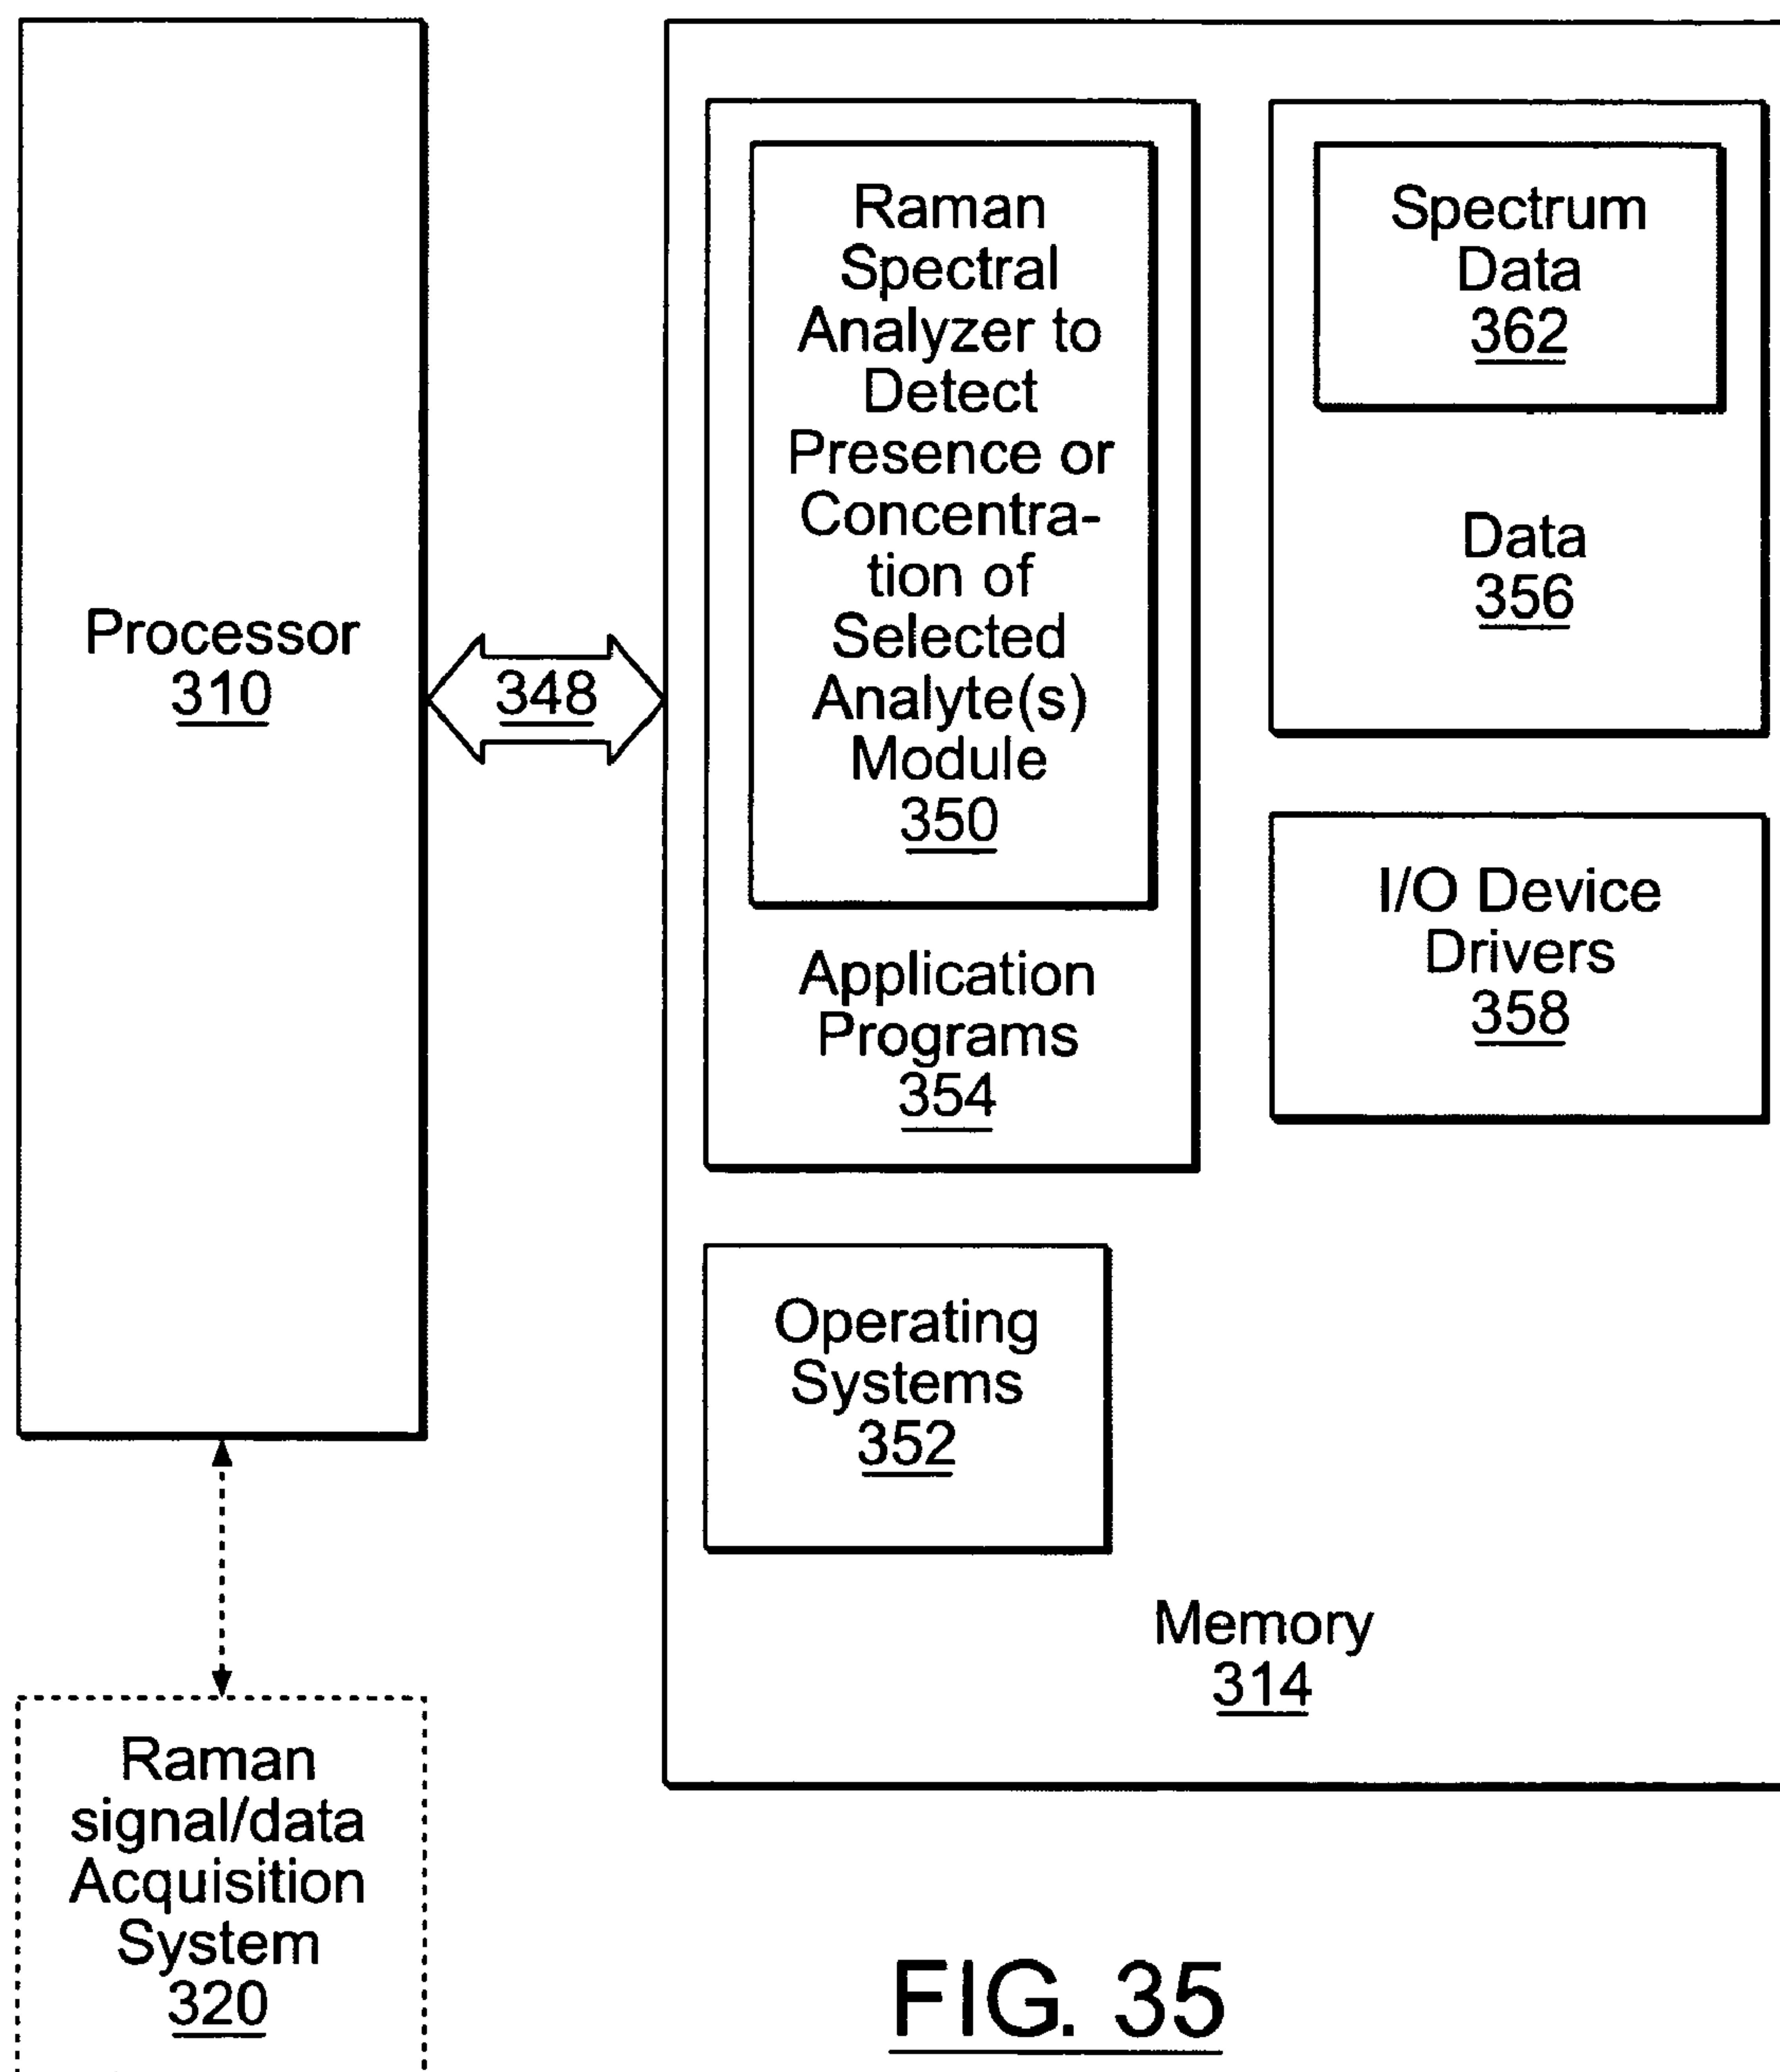 Processor
310
348
Raman
Spectral
Analyzer to
Detect
Presence or
Concentra-
tion of
Selected
Analyte(s)
Module
350
Application
Programs
354
Spectrum
Data
362
Data
356
I/O Device
Drivers
358
Operating
Systems
352
Memory
314
Raman
signal/data
Acquisition
System
320
FIG. 35